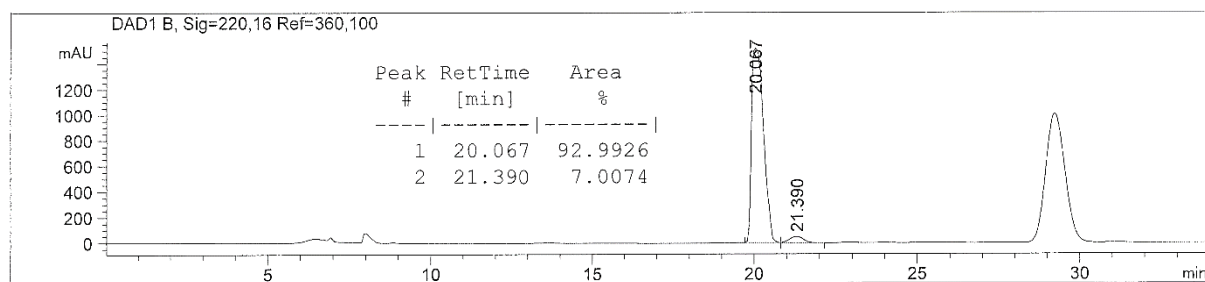 DAD1 B, Sig=220,16 Ref=360,100
mAU
1200
1000
800
600
400
200
0
Peak RetTime Area
# [min] %
----|-------|--------|
1 20.067 92.9926
2 21.390 7.0074
20.067
21.390
5 10 15 20 25 30 min